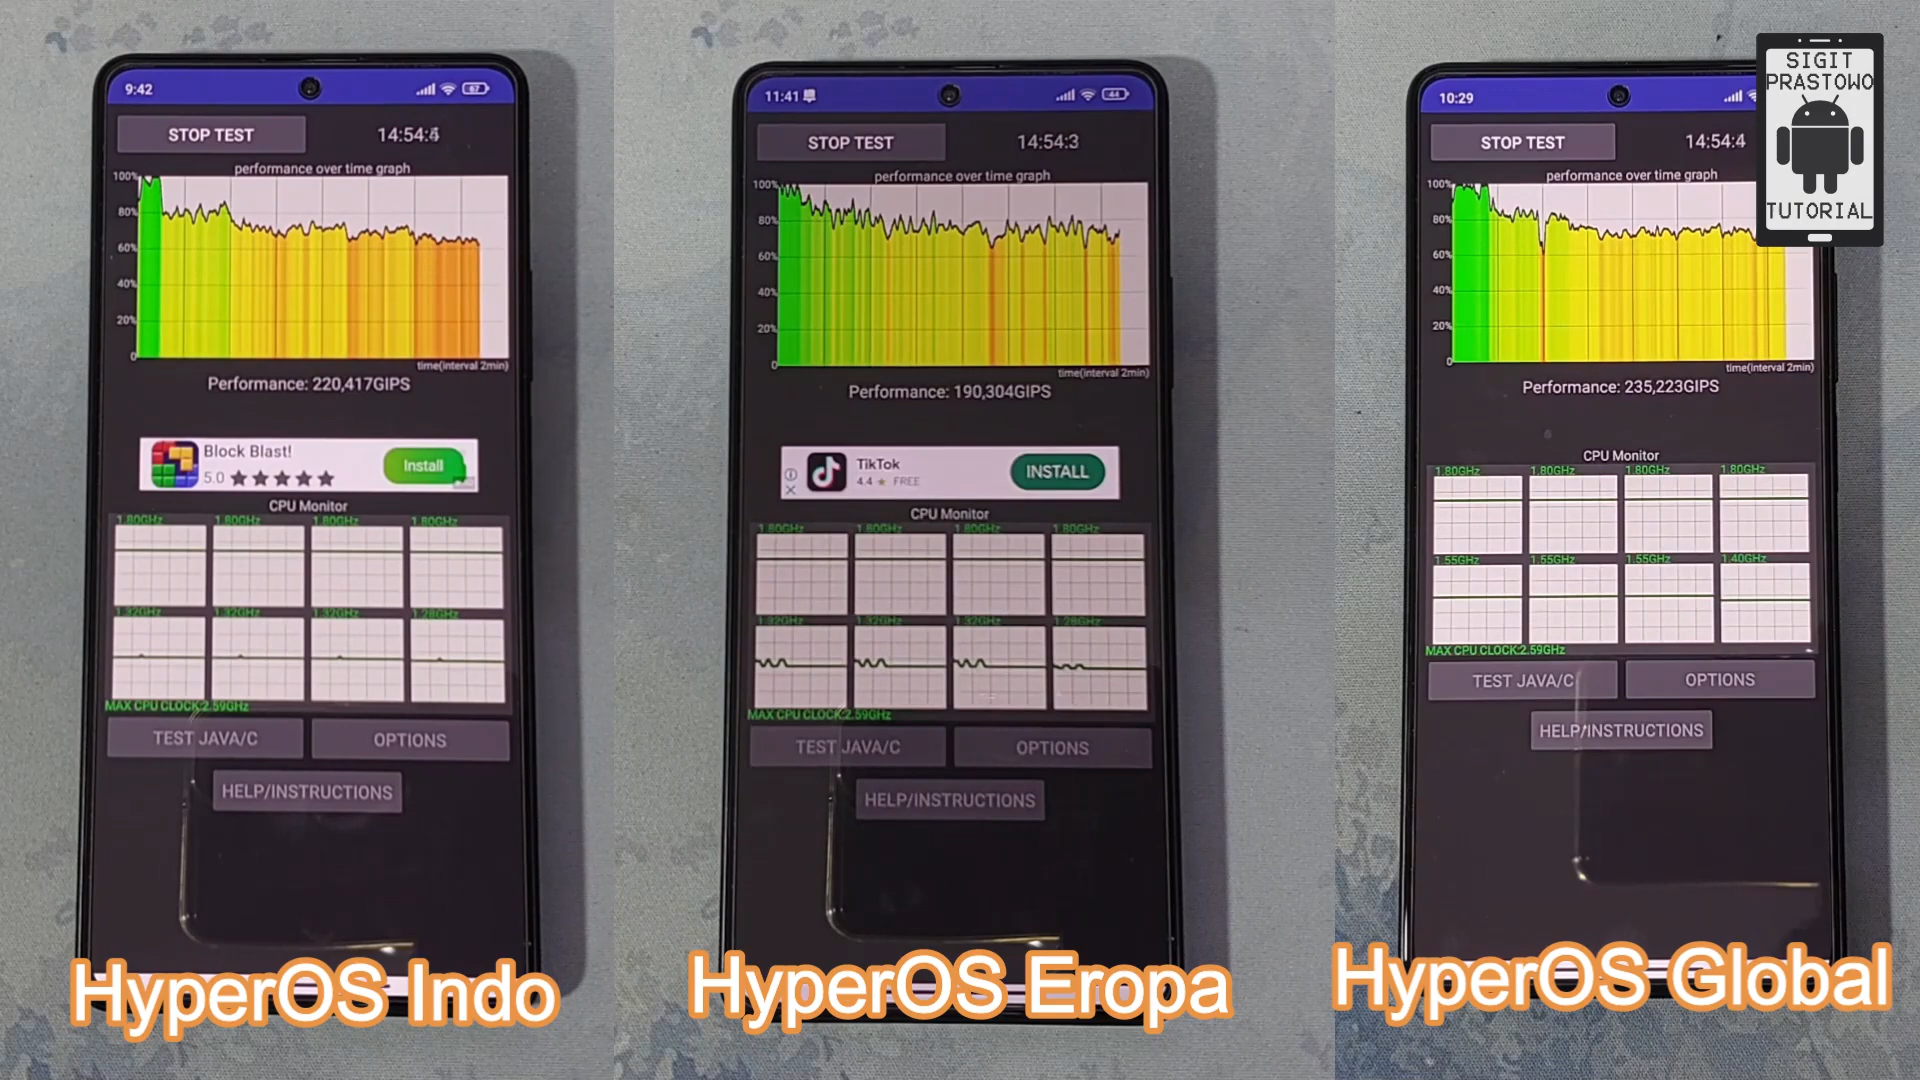 9:42
67
STOP TEST
performance over time graph
100%
80%
60%
40%
20%
0
time(interval 2min)
Performance: 220,417GIPS
Block Blast!
5.0
Install
CPU Monitor
1.80GHz 1.80GHz 1.80GHz 1.80GHz
1.32GHz 1.32GHz 1.32GHz 1.28GHz
MAX CPU CLOCK:2.59GHz
TEST JAVA/C
OPTIONS
HELP/INSTRUCTIONS
HyperOS Indo
11:41
44
STOP TEST
14:54:3
performance over time graph
100%
80%
60%
40%
20%
0
time(interval 2min)
Performance: 190,304GIPS
TikTok
4.4 ★ FREE
INSTALL
CPU Monitor
1.80GHz 1.80GHz 1.80GHz 1.80GHz
1.32GHz 1.32GHz 1.28GHz
MAX CPU CLOCK:2.59GHz
TEST JAVA/C
OPTIONS
HELP/INSTRUCTIONS
HyperOS Eropa
10:29
STOP TEST
14:54:4
performance over time graph
100%
80%
60%
40%
20%
0
time(interval 2min)
Performance: 235,223GIPS
CPU Monitor
1.80GHz 1.80GHz 1.80GHz 1.80GHz
1.55GHz 1.55GHz 1.55GHz 1.40GHz
MAX CPU CLOCK:2.59GHz
TEST JAVA/C
OPTIONS
HELP/INSTRUCTIONS
HyperOS Global
SIGIT
PRASTOWO
TUTORIAL